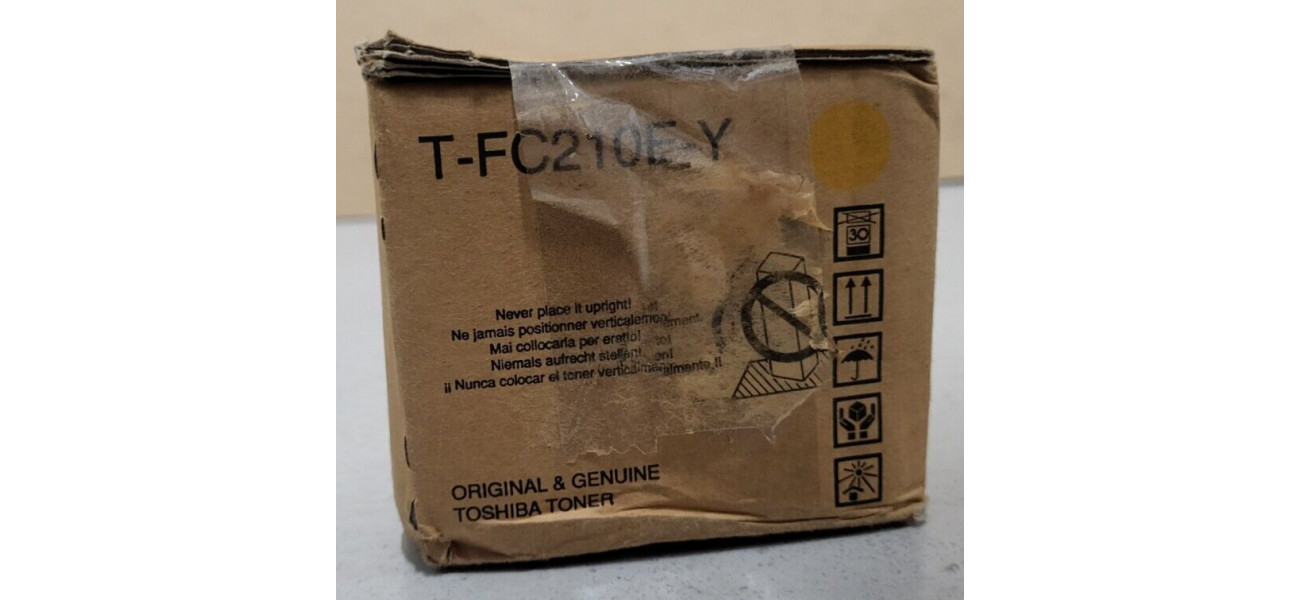 T-FC210E-Y
30
Never place it upright!
Ne jamais positionner verticalement
Mai collocarla per eretto!
Niemals aufrecht stellen!
¡¡ Nunca colocar el toner verticalmente !!
ORIGINAL & GENUINE
TOSHIBA TONER